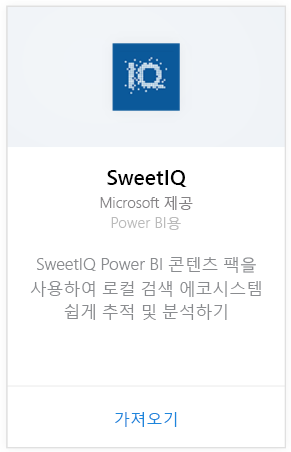 IQ
SweetIQ
Microsoft 제공
Power BI용
SweetIQ Power BI 콘텐츠 팩을
사용하여 로컬 검색 에코시스템
쉽게 추적 및 분석하기
가져오기